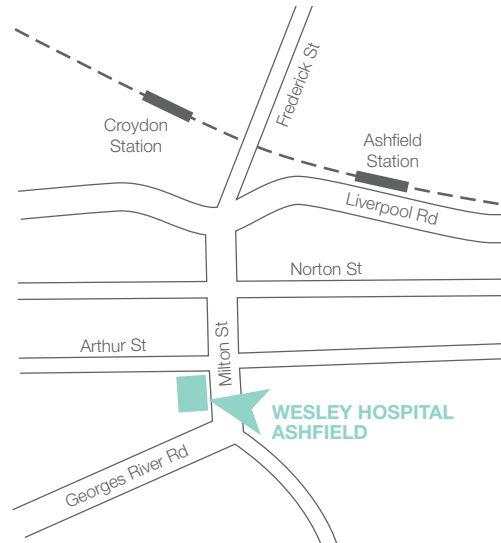 Frederick St
Croydon
Station
Ashfield
Station
Liverpool Rd
Norton St
Arthur St
Milton St
WESLEY HOSPITAL
ASHFIELD
Georges River Rd